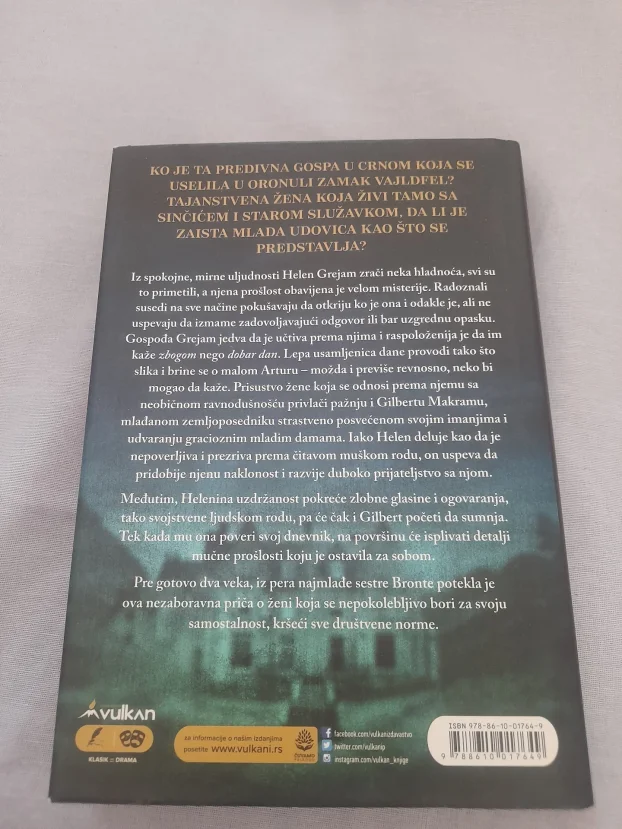 KO JE TA PREDIVNA GOSPA U CRNOM KOJA SE
USELILA U ORONULI ZAMAK VAJLDFEL?
TAJANSTVENA ŽENA KOJA ŽIVI TAMO SA
SINČIĆEM I STAROM SLUŽAVKOM, DA LI JE
ZAISTA MLADA UDOVICA KAO ŠTO SE
PREDSTAVLJA?
Iz spokojne, mirne uljudnosti Helen Grejam zrači neka hladnoća, svi su
to primetili, a njena prošlost obavijena je velom misterije. Radoznali
susedi na sve načine pokušavaju da otkriju ko je ona i odakle je, ali ne
uspevaju da izmame zadovoljavajući odgovor ili bar uzgrednu opasku.
Gospođa Grejam jedva da je učtiva prema njima i raspoloženija je da im
kaže zbogom nego dobar dan. Lepa usamljenica dane provodi tako što
slika i brine se o malom Arturu – možda i previše revnosno, neko bi
mogao da kaže. Prisustvo žene koja se odnosi prema njemu sa
neobičnom ravnodušnošću privlači pažnju i Gilbertu Makramu,
mlađanom zemljoposedniku strastveno posvećenom svojim imanjima i
udvaranju gracioznim mladim damama. Iako Helen deluje kao da je
nepoverljiva i prezriva prema čitavom muškom rodu, on uspeva da
pridobije njenu naklonost i razvije duboko prijateljstvo sa njom.
Međutim, Helenina uzdržanost pokreće zlobne glasine i ogovaranja,
tako svojstvene ljudskom rodu, pa će čak i Gilbert početi da sumnja.
Tek kada mu ona poveri svoj dnevnik, na površinu će isplivati detalji
mučne prošlosti koju je ostavila za sobom.
Pre gotovo dva veka, iz pera najmlađe sestre Bronte potekla je
ova nezaboravna priča o ženi koja se nepokolebljivo bori za svoju
samostalnost, kršeći sve društvene norme.
vulkan
KLASIK :: DRAMA
za informacije o našim izdanjima
posetite www.vulkani.rs
facebook.com/vulkanizdavastvo
twitter.com/vulkanip
instagram.com/vulkan_knjige
ISBN 978-86-10-01764-9
9 788610 017649